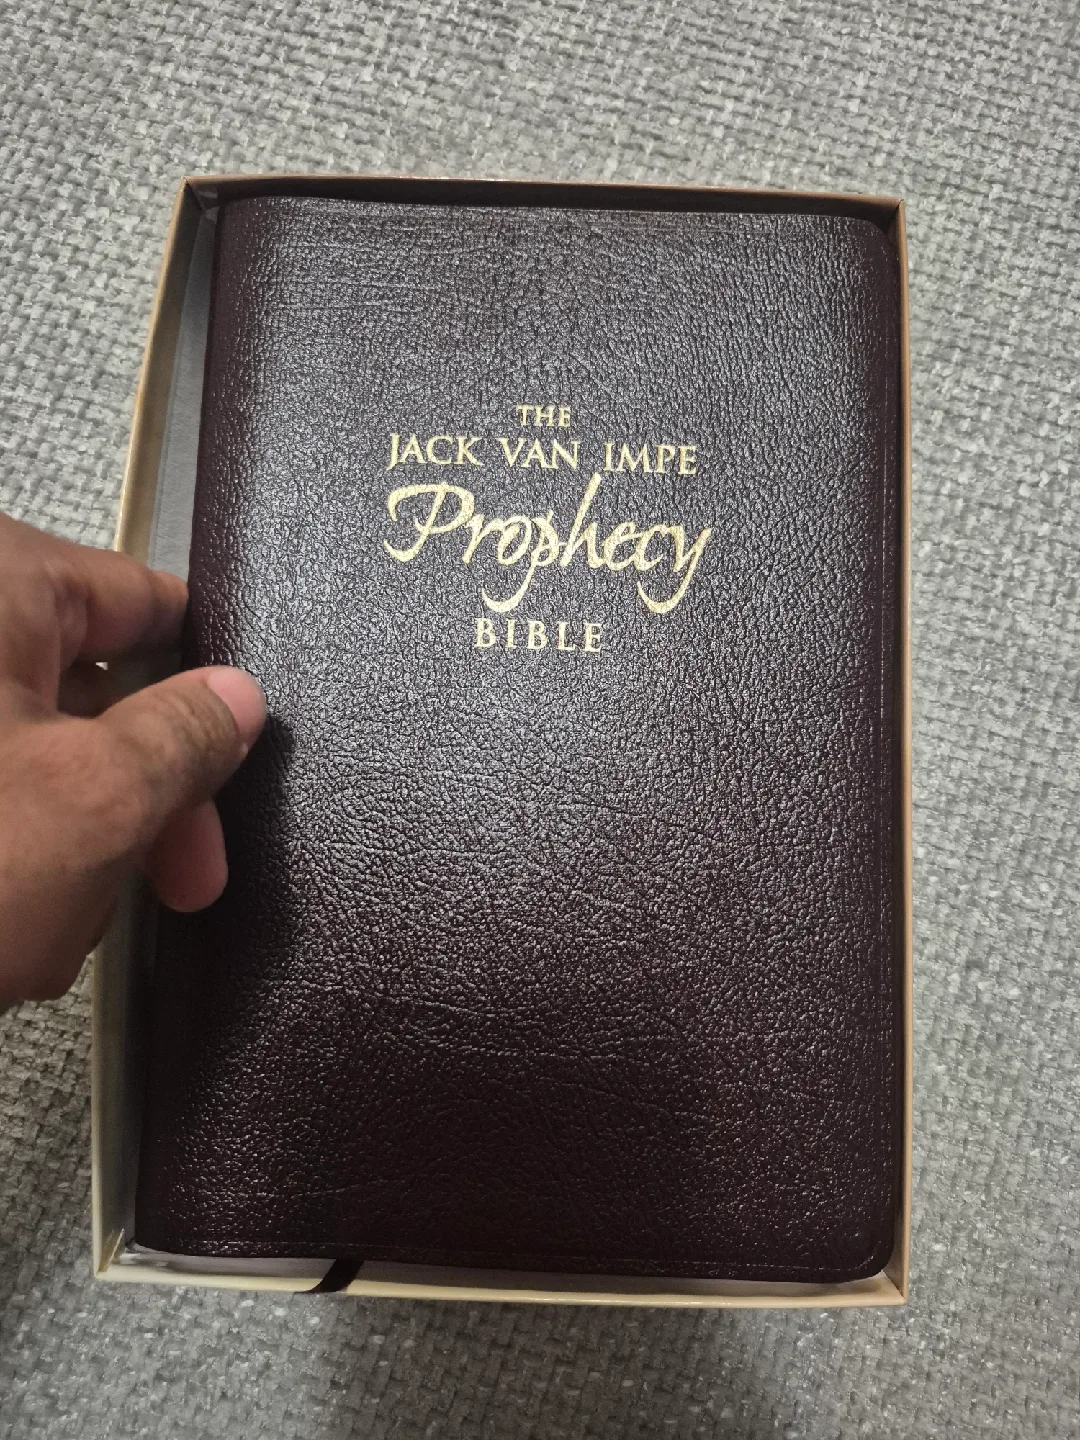 THE
JACK VAN IMPE
Prophecy
BIBLE